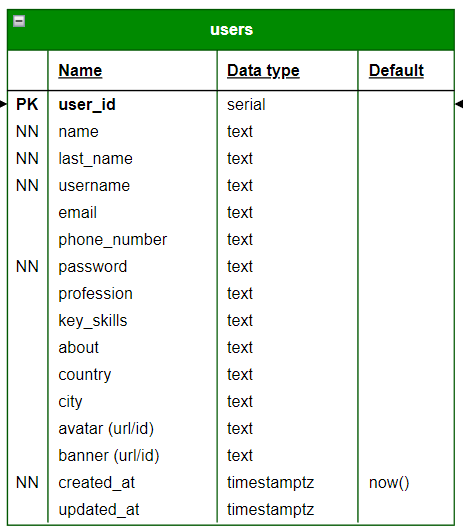 users
Name Data type Default
PK user_id serial
NN name text
NN last_name text
NN username text
email text
phone_number text
NN password text
profession text
key_skills text
about text
country text
city text
avatar (url/id) text
banner (url/id) text
NN created_at timestamptz now()
updated_at timestamptz